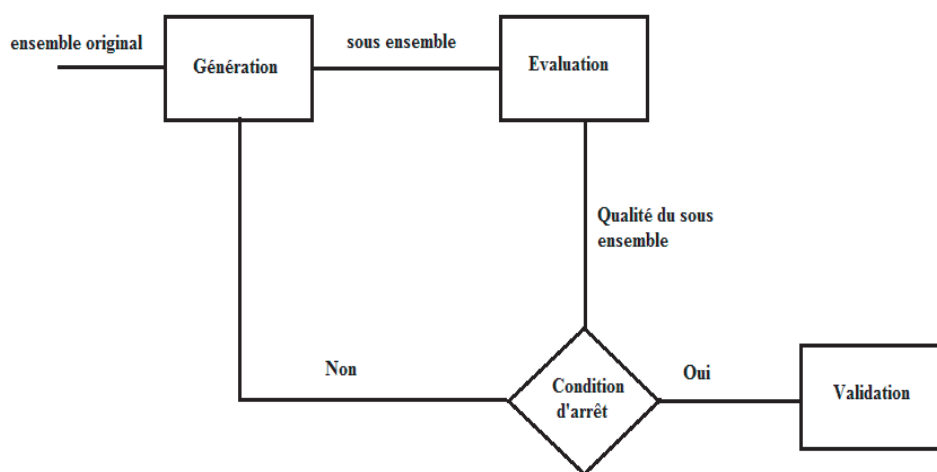 ensemble original
Génération
sous ensemble
Evaluation
Qualité du sous
ensemble
Non
Condition
d'arrêt
Oui
Validation